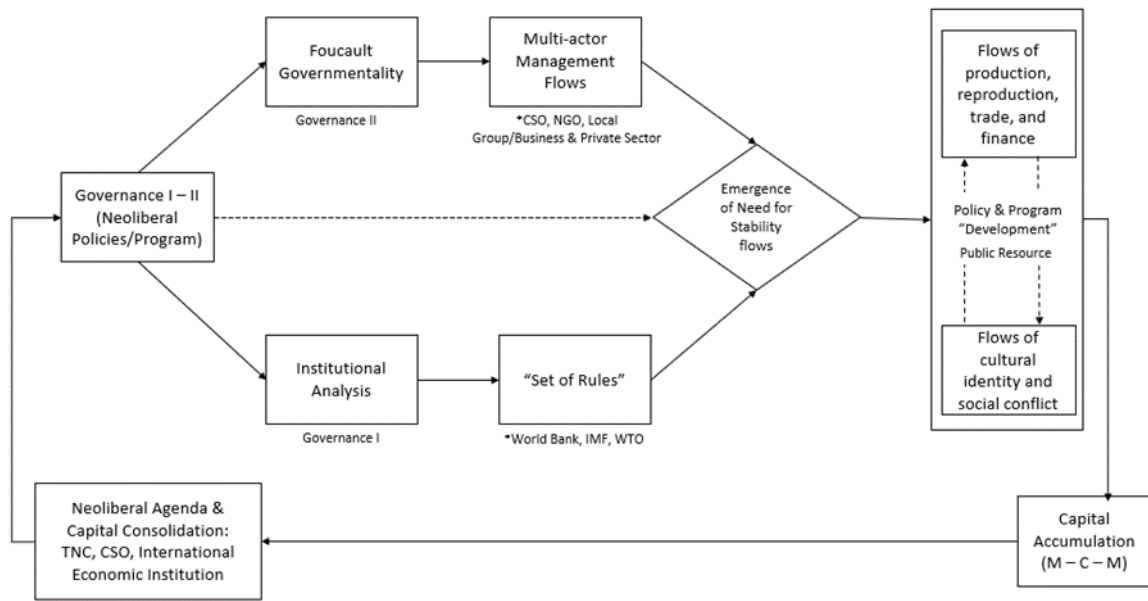 Foucault
Governmentality
Governance II
Multi-actor
Management
Flows
*CSO, NGO, Local
Group/Business & Private Sector
Governance I – II
(Neoliberal
Policies/Program)
Emergence
of Need for
Stability
flows
Flows of
production,
reproduction,
trade, and
finance
Policy & Program
“Development”
Public Resource
Flows of
cultural
identity and
social conflict
Institutional
Analysis
Governance I
“Set of Rules”
*World Bank, IMF, WTO
Neoliberal Agenda &
Capital Consolidation:
TNC, CSO, International
Economic Institution
Capital
Accumulation
(M – C – M)